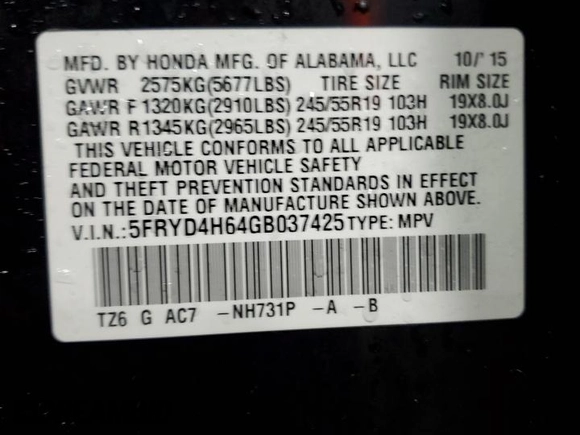 MFD. BY HONDA MFG. OF ALABAMA, LLC 10/'15
GVWR 2575KG(5677LBS) TIRE SIZE RIM SIZE
GAWR F 1320KG(2910LBS) 245/55R19 103H 19X8.0J
GAWR R 1345KG(2965LBS) 245/55R19 103H 19X8.0J
THIS VEHICLE CONFORMS TO ALL APPLICABLE
FEDERAL MOTOR VEHICLE SAFETY
AND THEFT PREVENTION STANDARDS IN EFFECT
ON THE DATE OF MANUFACTURE SHOWN ABOVE.
V.I.N.: 5FRYD4H64GB037425 TYPE: MPV
TZ6 G AC7 -NH731P -A -B